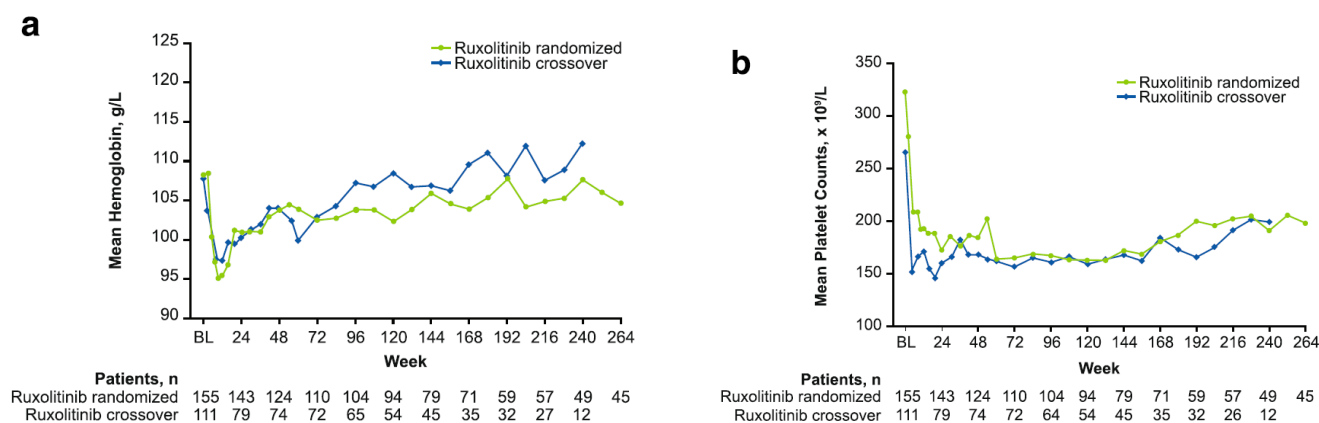 a
125
120
115
110
105
100
95
90
Mean Hemoglobin, g/L
Ruxolitinib randomized
Ruxolitinib crossover
BL 24 48 72 96 120 144 168 192 216 240 264
Week
Patients, n
Ruxolitinib randomized 155 143 124 110 104 94 79 71 59 57 49 45
Ruxolitinib crossover 111 79 74 72 65 54 45 35 32 27 12
b
350
300
250
200
150
100
Mean Platelet Counts, x 10⁹/L
Ruxolitinib randomized
Ruxolitinib crossover
BL 24 48 72 96 120 144 168 192 216 240 264
Week
Patients, n
Ruxolitinib randomized 155 143 124 110 104 94 79 71 59 57 49 45
Ruxolitinib crossover 111 79 74 72 64 54 45 35 32 26 12